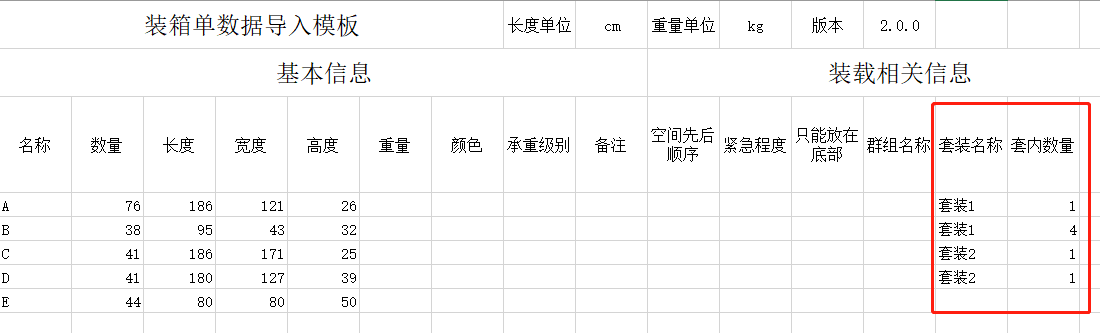 装箱单数据导入模板 长度单位 cm 重量单位 kg 版本 2.0.0
基本信息 装载相关信息
名称 数量 长度 宽度 高度 重量 颜色 承重级别 备注 空间先后顺序 紧急程度 只能放在底部 群组名称 套装名称 套内数量
A 76 186 121 26 套装1 1
B 38 95 43 32 套装1 4
C 41 186 171 25 套装2 1
D 41 180 127 39 套装2 1
E 44 80 80 50